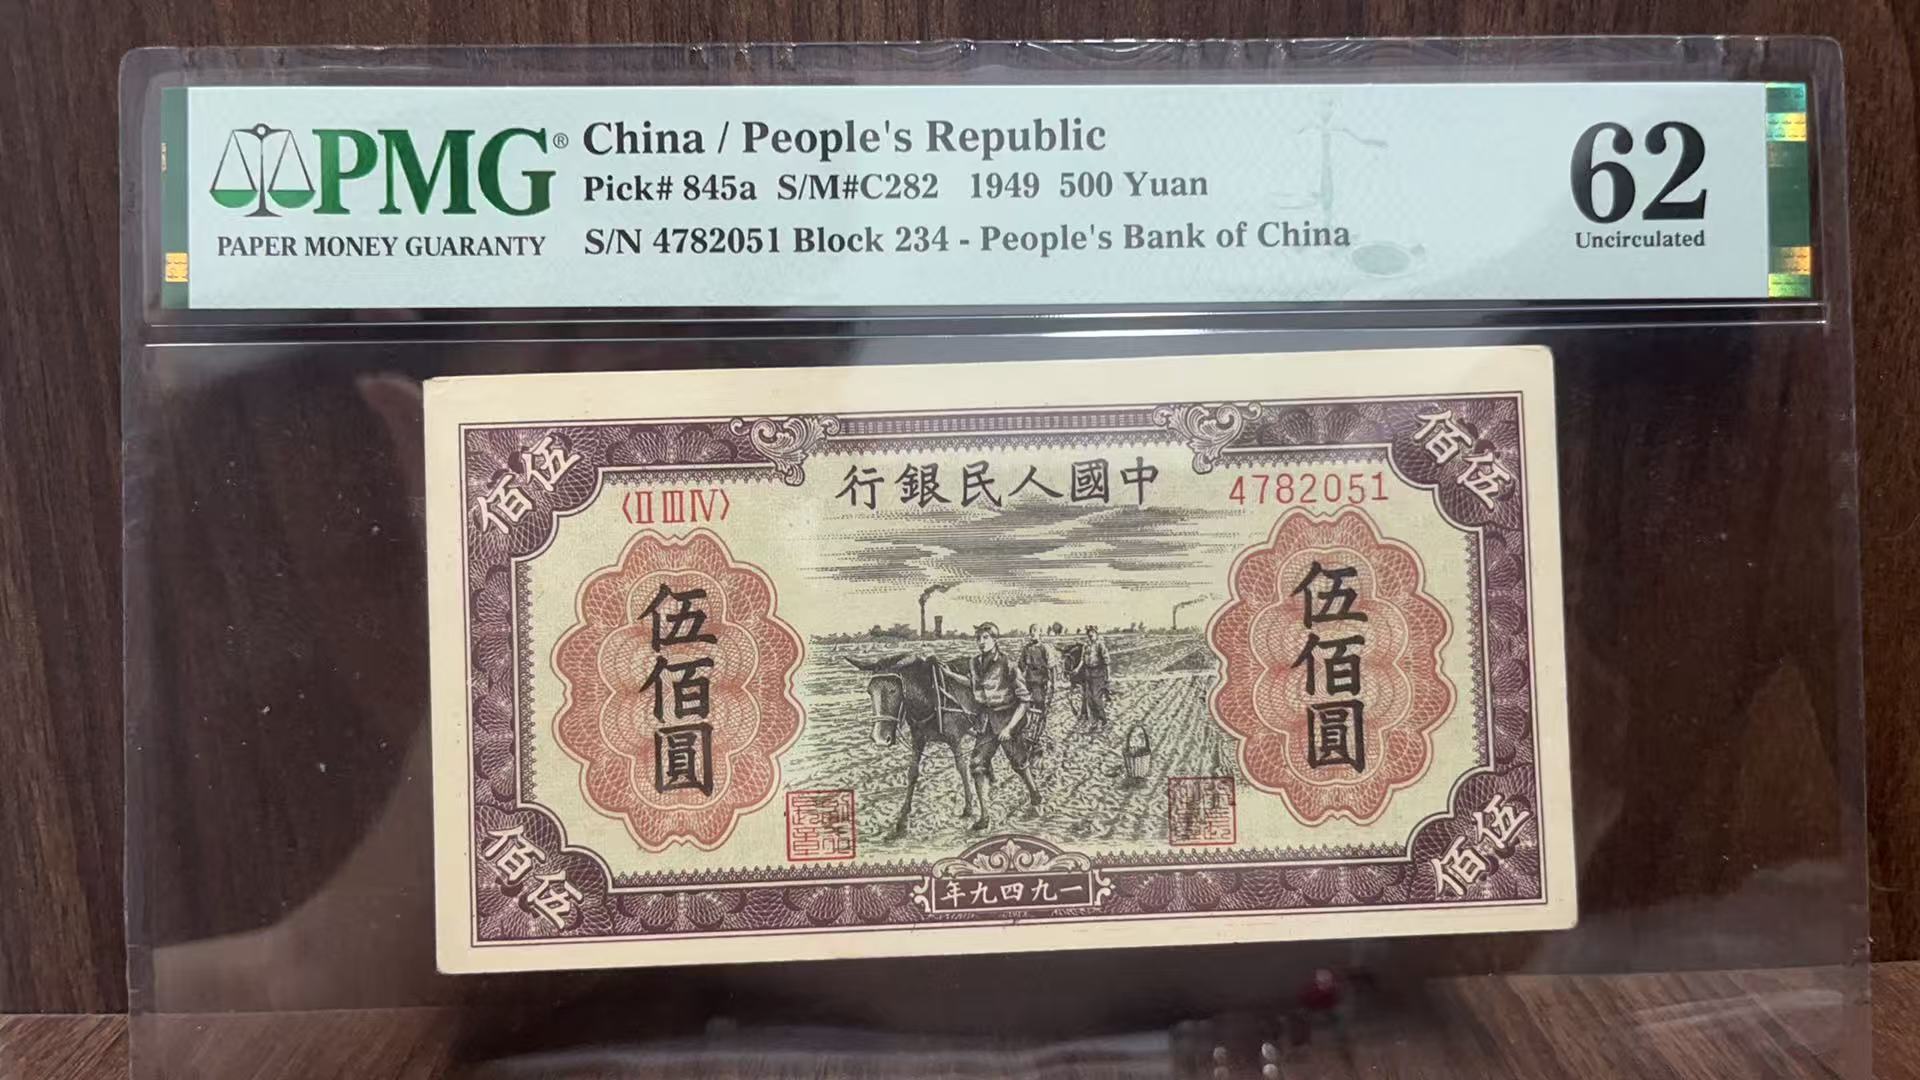 PMG®
PAPER MONEY GUARANTY
China / People's Republic
Pick# 845a S/M#C282 1949 500 Yuan
S/N 4782051 Block 234 - People's Bank of China
62
Uncirculated
佰伍
佰伍
行銀民人國中
〈II III IV〉
4782051
伍佰圓
伍佰圓
佰伍
佰伍
年九四九一